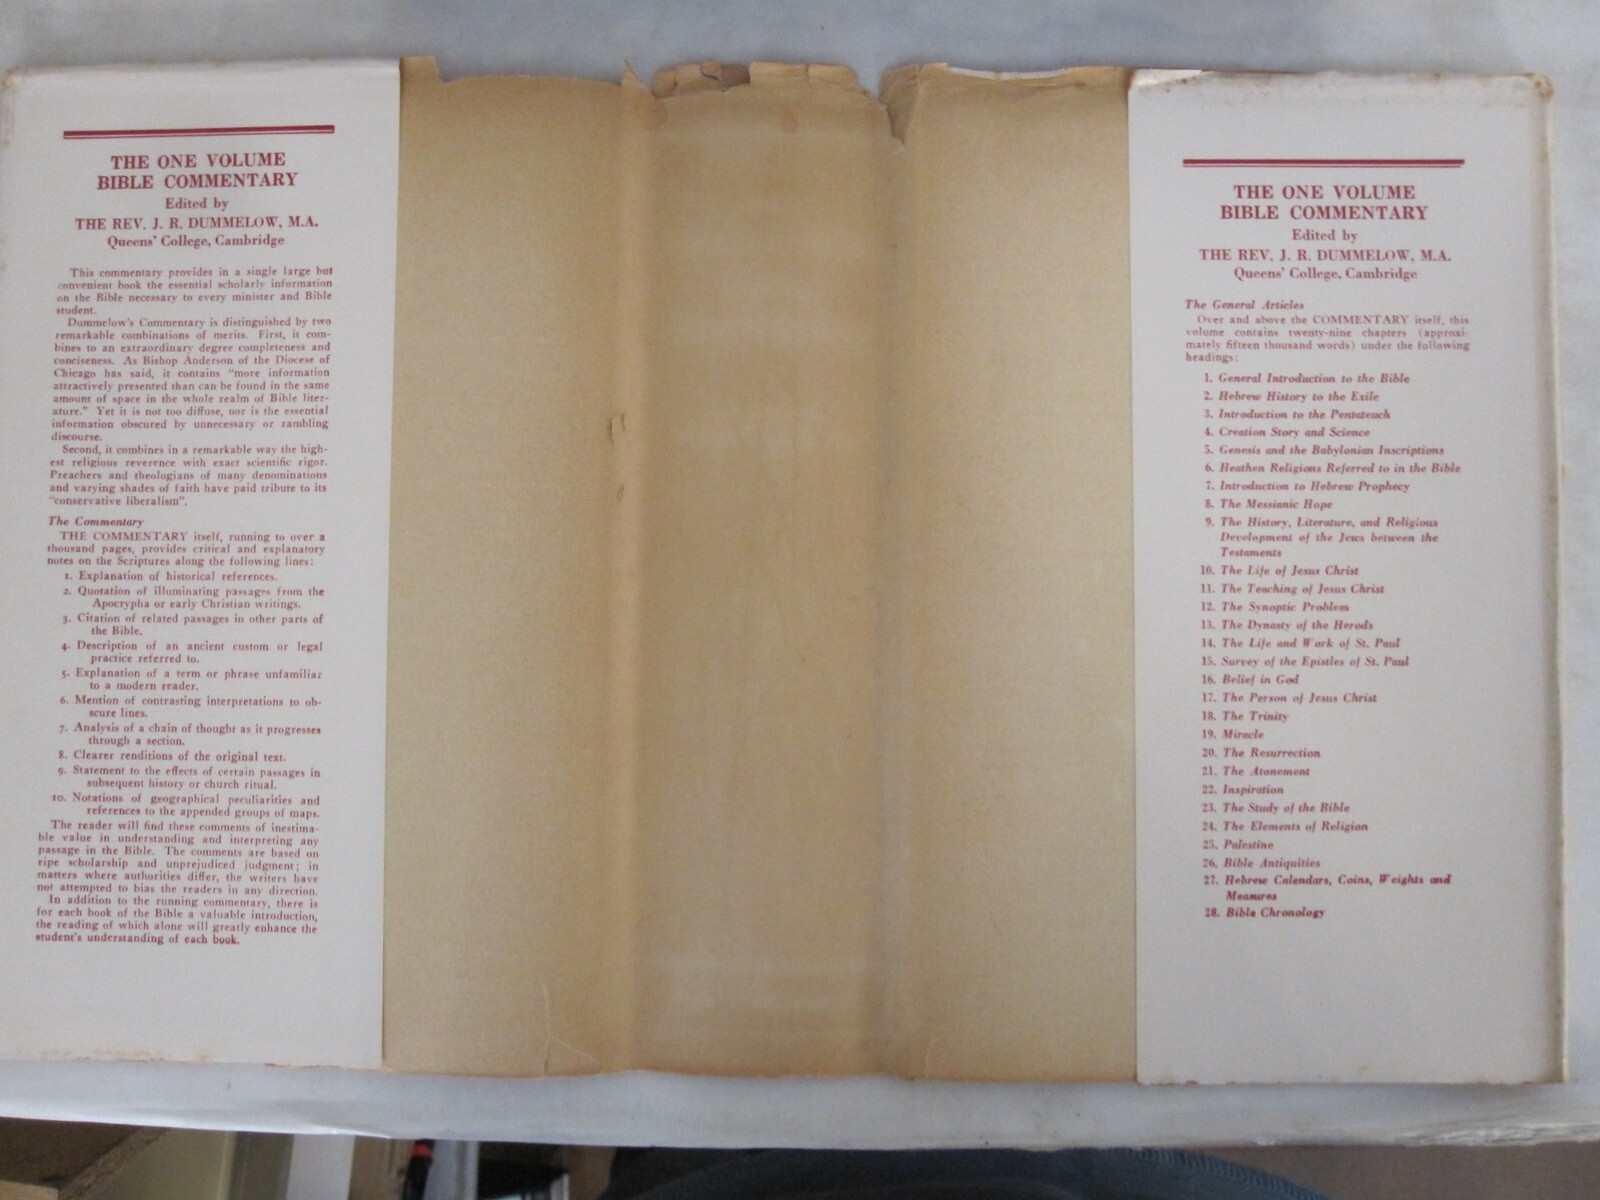 THE ONE VOLUME
BIBLE COMMENTARY
Edited by
THE REV. J. R. DUMMELOW, M.A.
Queens' College, Cambridge
This commentary provides in a single large but
convenient book the essential scholarly information
on the Bible necessary to every minister and Bible
student.
Dummelow's Commentary is distinguished by two
remarkable combinations of merits. First, it com-
bines to an extraordinary degree completeness and
conciseness. As Bishop Anderson of the Diocese of
Chicago has said, it contains "more information
attractively presented than can be found in the same
amount of space in the whole realm of Bible liter-
ature." Yet it is not too diffuse, nor is the essential
information obscured by unnecessary or rambling
discourse.
Second, it combines in a remarkable way the high-
est religious reverence with exact scientific rigor.
Preachers and theologians of many denominations
and varying shades of faith have paid tribute to its
"conservative liberalism".
The Commentary
THE COMMENTARY itself, running to over a
thousand pages, provides critical and explanatory
notes on the Scriptures along the following lines:
1. Explanation of historical references.
2. Quotation of illuminating passages from the
Apocrypha or early Christian writings.
3. Citation of related passages in other parts of
the Bible.
4. Description of an ancient custom or legal
practice referred to.
5. Explanation of a term or phrase unfamiliar
to a modern reader.
6. Mention of contrasting interpretations to ob-
scure lines.
7. Analysis of a chain of thought as it progresses
through a section.
8. Clearer renditions of the original text.
9. Statement to the effects of certain passages in
subsequent history or church ritual.
10. Notations of geographical peculiarities and
references to the appended groups of maps.
The reader will find these comments of inestima-
ble value in understanding and interpreting any
passage in the Bible. The comments are based on
ripe scholarship and unprejudiced judgment; in
matters where authorities differ, the writers have
not attempted to bias the readers in any direction.
In addition to the running commentary, there is
for each book of the Bible a valuable introduction,
the reading of which alone will greatly enhance the
student's understanding of each book.
THE ONE VOLUME
BIBLE COMMENTARY
Edited by
THE REV. J. R. DUMMELOW, M.A.
Queens' College, Cambridge
The General Articles
Over and above the COMMENTARY itself, this
volume contains twenty-nine chapters (approxi-
mately fifteen thousand words) under the following
headings:
1. General Introduction to the Bible
2. Hebrew History to the Exile
3. Introduction to the Pentateuch
4. Creation Story and Science
5. Genesis and the Babylonian Inscriptions
6. Heathen Religions Referred to in the Bible
7. Introduction to Hebrew Prophecy
8. The Messianic Hope
9. The History, Literature, and Religious
Development of the Jews between the
Testaments
10. The Life of Jesus Christ
11. The Teaching of Jesus Christ
12. The Synoptic Problem
13. The Dynasty of the Herods
14. The Life and Work of St. Paul
15. Survey of the Epistles of St. Paul
16. Belief in God
17. The Person of Jesus Christ
18. The Trinity
19. Miracle
20. The Resurrection
21. The Atonement
22. Inspiration
23. The Study of the Bible
24. The Elements of Religion
25. Palestine
26. Bible Antiquities
27. Hebrew Calendars, Coins, Weights and
Measures
28. Bible Chronology